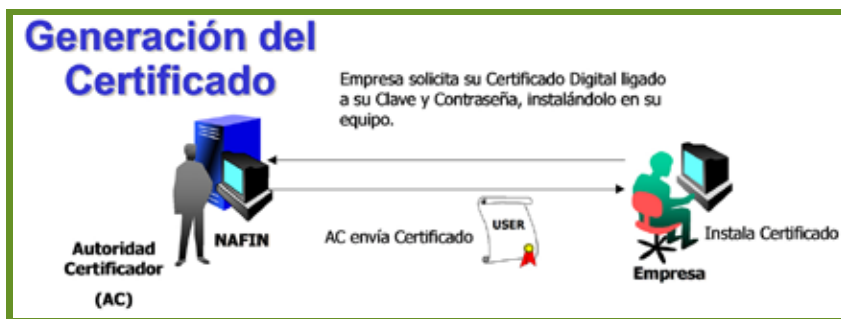 Generación del
Certificado
Empresa solicita su Certificado Digital ligado
a su Clave y Contraseña, instalándolo en su
equipo.
NAFIN
Autoridad
Certificador
(AC)
AC envía Certificado
USER
Instala Certificado
Empresa